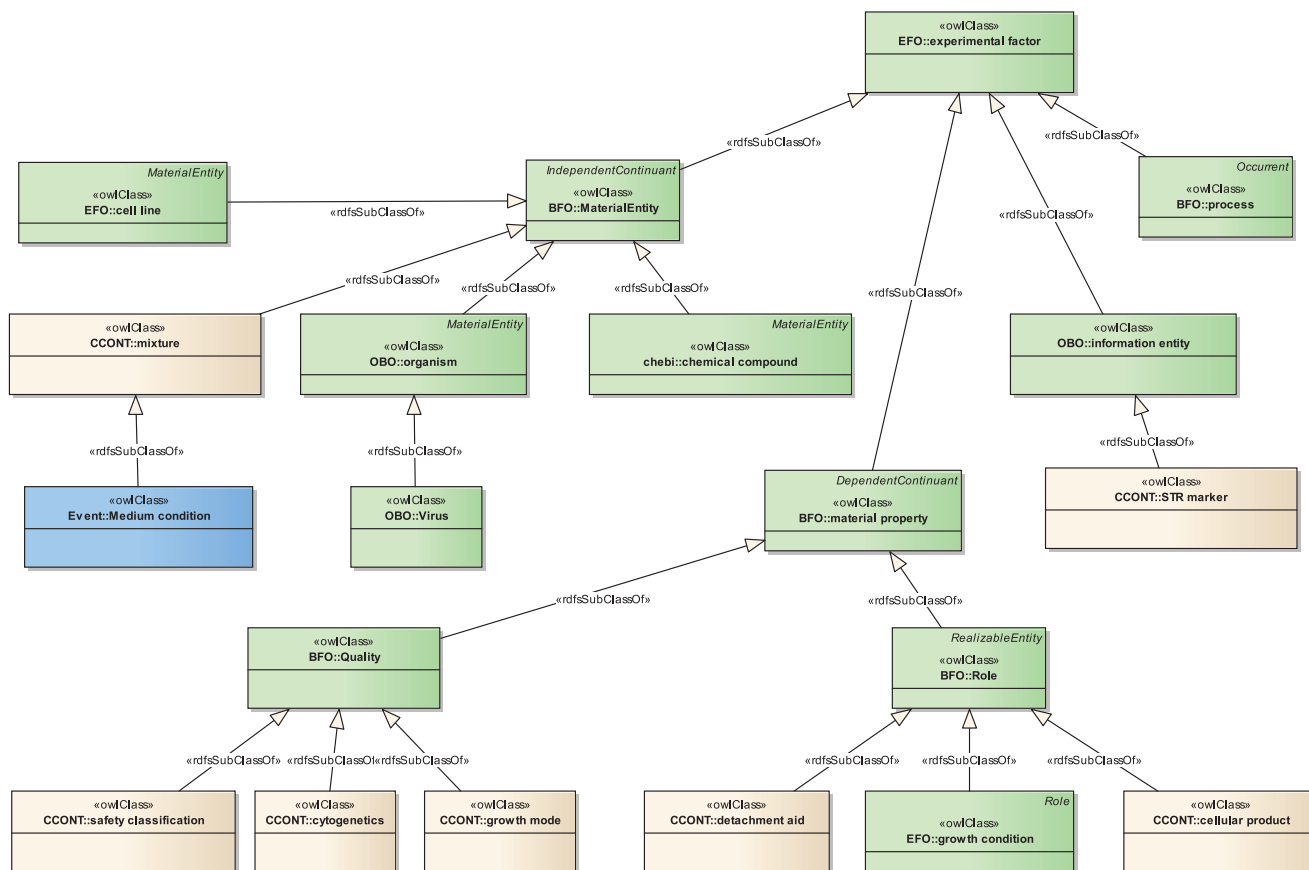 «owlClass»
EFO::experimental factor
«rdfsSubClassOf»
«rdfsSubClassOf»
MaterialEntity
«owlClass»
EFO::cell line
IndependentContinuant
«owlClass»
BFO::MaterialEntity
Occurrent
«owlClass»
BFO::process
«rdfsSubClassOf»
«rdfsSubClassOf»
«rdfsSubClassOf»
«rdfsSubClassOf»
«rdfsSubClassOf»
«rdfsSubClassOf»
«rdfsSubClassOf»
«owlClass»
CCONT::mixture
MaterialEntity
«owlClass»
OBO::organism
MaterialEntity
«owlClass»
chebi::chemical compound
«owlClass»
OBO::information entity
«rdfsSubClassOf»
«rdfsSubClassOf»
«rdfsSubClassOf»
«owlClass»
Event::Medium condition
«owlClass»
OBO::Virus
DependentContinuant
«owlClass»
BFO::material property
«owlClass»
CCONT::STR marker
«rdfsSubClassOf»
«rdfsSubClassOf»
«owlClass»
BFO::Quality
RealizableEntity
«owlClass»
BFO::Role
«rdfsSubClassOf»
«rdfsSubClassOf
«rdfsSubClassOf»
«rdfsSubClassOf»
«rdfsSubClassOf»
«rdfsSubClassOf»
«owlClass»
CCONT::safety classification
«owlClass»
CCONT::cytogenetics
«owlClass»
CCONT::growth mode
«owlClass»
CCONT::detachment aid
Role
«owlClass»
EFO::growth condition
«owlClass»
CCONT::cellular product